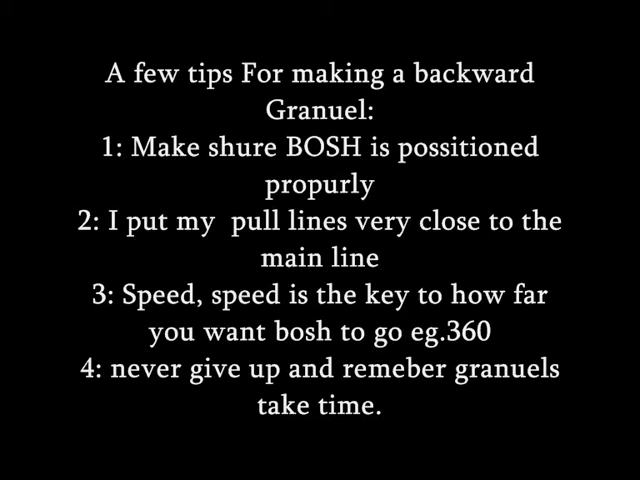 A few tips For making a backward
Granuel:
1: Make shure BOSH is possitioned
propurly
2: I put my  pull lines very close to the
main line
3: Speed, speed is the key to how far
you want bosh to go eg.360
4: never give up and remeber granuels
take time.